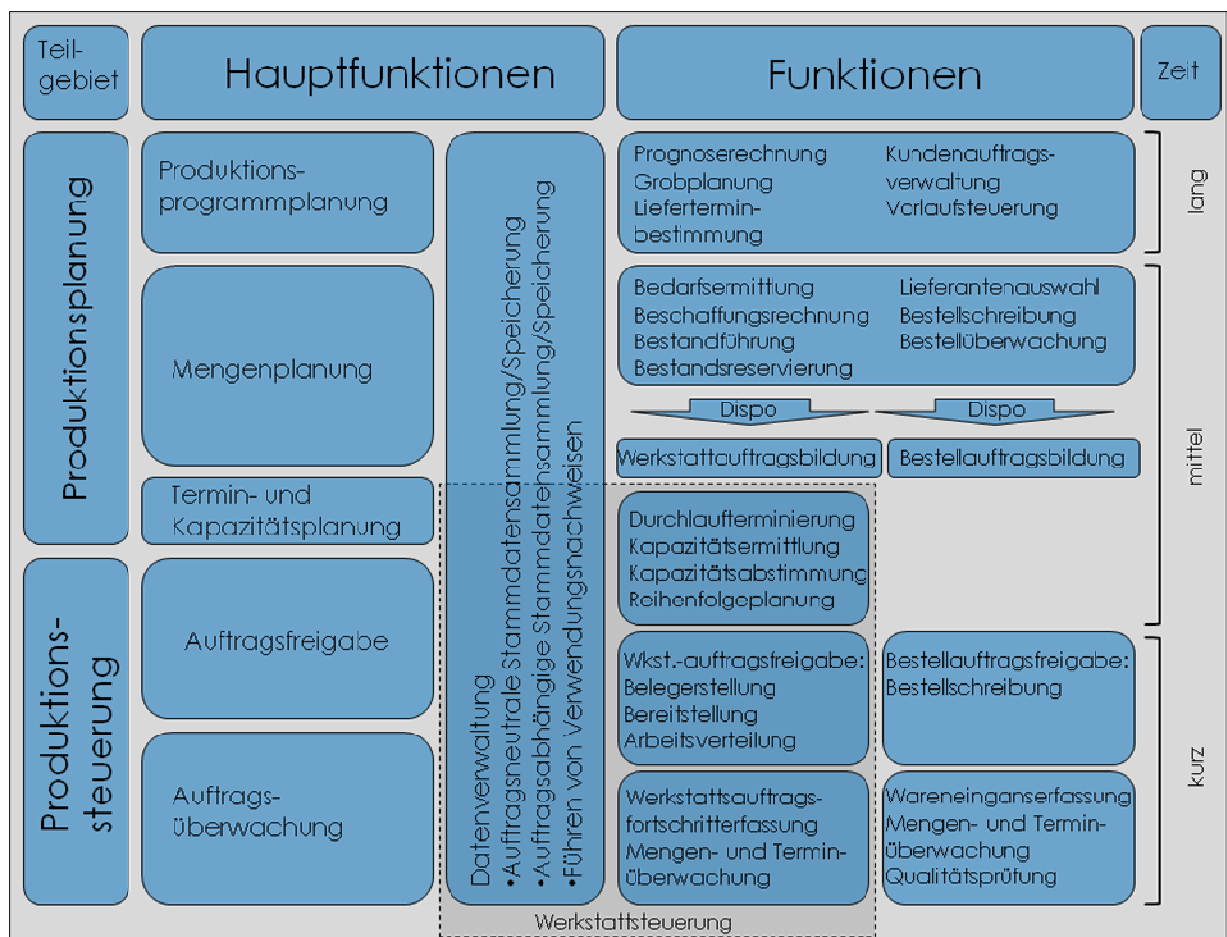 Teil-
gebiet
Hauptfunktionen
Funktionen
Zeit
Produktionsplanung
Produktions-
programmplanung
Mengenplanung
Termin- und
Kapazitätsplanung
Produktions-
steuerung
Auftragsfreigabe
Auftrags-
überwachung
Datenverwaltung
•Auftragsneutrale Stammdatensammlung/Speicherung
•Auftragsabhängige Stammdatensammlung/Speicherung
•Führen von Verwendungsnachweisen
Prognoserechnung
Grobplanung
Liefertermin-
bestimmung
Kundenauftrags-
verwaltung
Vorlaufsteuerung
lang
Bedarfsermittlung
Beschaffungsrechnung
Bestandführung
Bestandsreservierung
Lieferantenauswahl
Bestellschreibung
Bestellüberwachung
Dispo
Dispo
Werkstattauftragsbildung
Bestellauftragsbildung
mittel
Durchlaufterminierung
Kapazitätsermittlung
Kapazitätsabstimmung
Reihenfolgeplanung
Wkst.-auftragsfreigabe:
Belegerstellung
Bereitstellung
Arbeitsverteilung
Bestellauftragsfreigabe:
Bestellschreibung
kurz
Werkstattsauftrags-
fortschritterfassung
Mengen- und Termin-
überwachung
Wareneinganserfassung
Mengen- und Termin-
überwachung
Qualitätsprüfung
Werkstattsteuerung